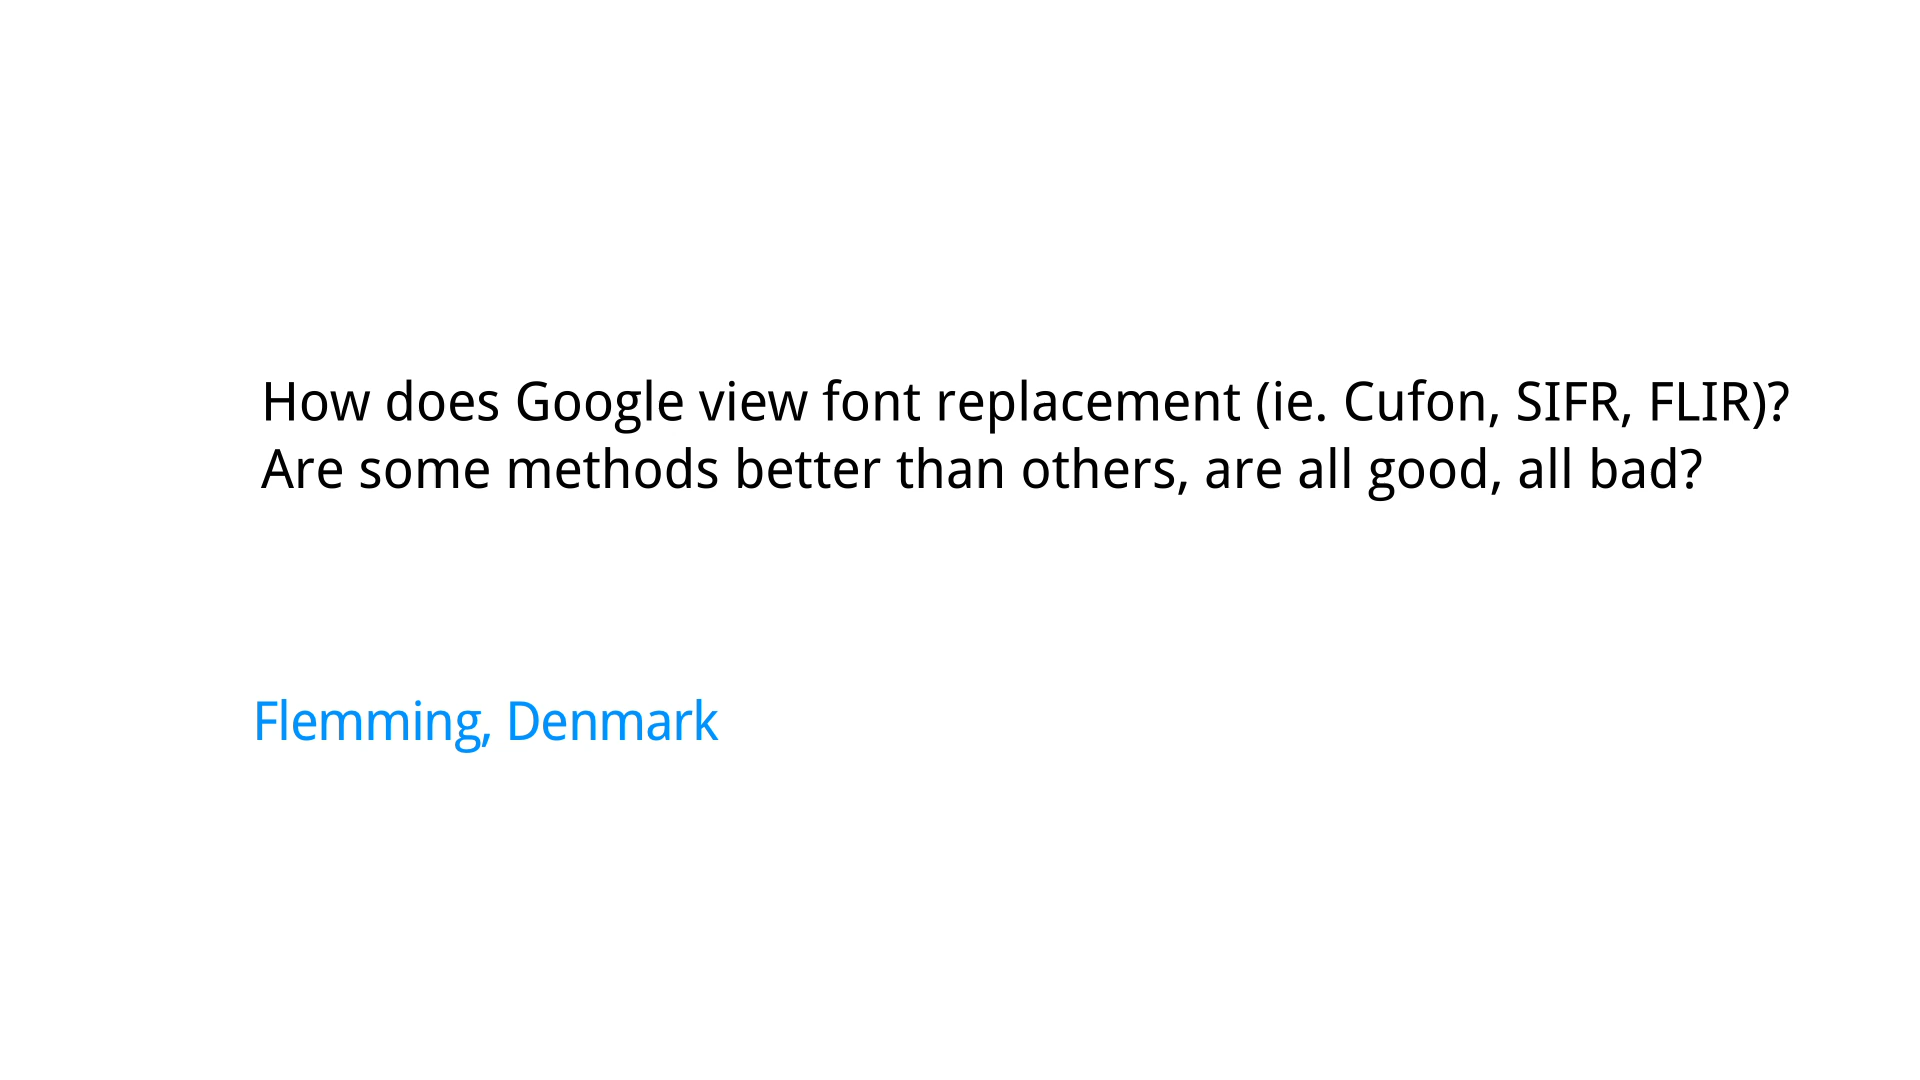 How does Google view font replacement (ie. Cufon, SIFR, FLIR)?
Are some methods better than others, are all good, all bad?
Flemming, Denmark